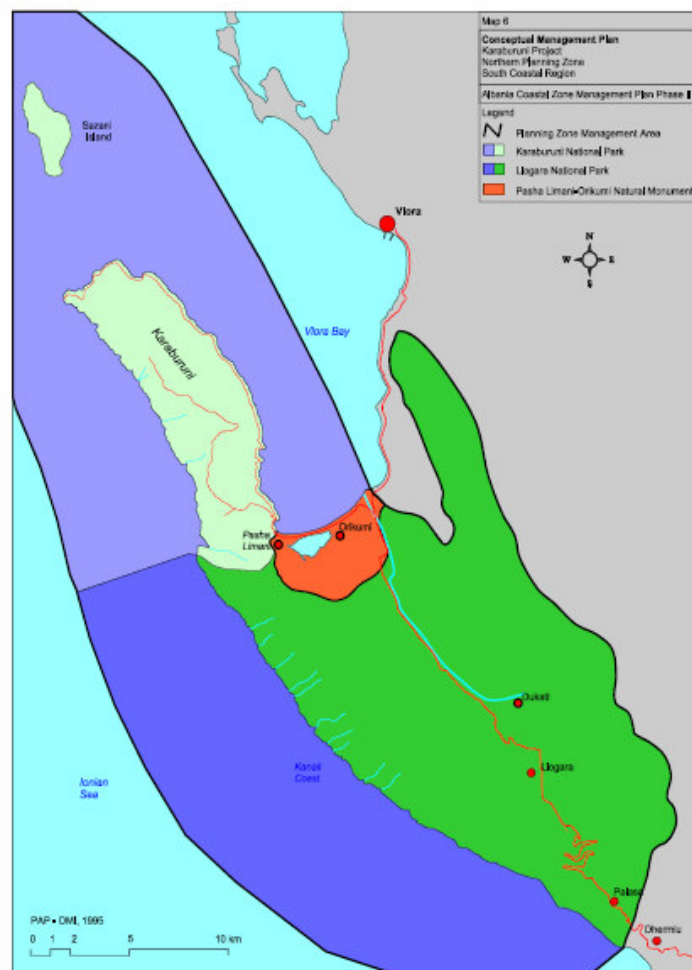 Map 6
Conceptual Management Plan
Karaburuni Project
Northern Planning Zone
South Coastal Region
Albania Coastal Zone Management Plan Phase II
Legend
Planning Zone Management Area
Karaburuni National Park
Llogara National Park
Pasha Limani-Orikumi Natural Monument
Sazani
Island
Vlora
N
W E
S
Vlora Bay
Karaburuni
Pasha
Limani
Orikumi
Dukati
Llogara
Kanali
Coast
Ionian
Sea
Palasa
Dhermiu
PAP • DMI, 1995
0 1 2 5 10 km